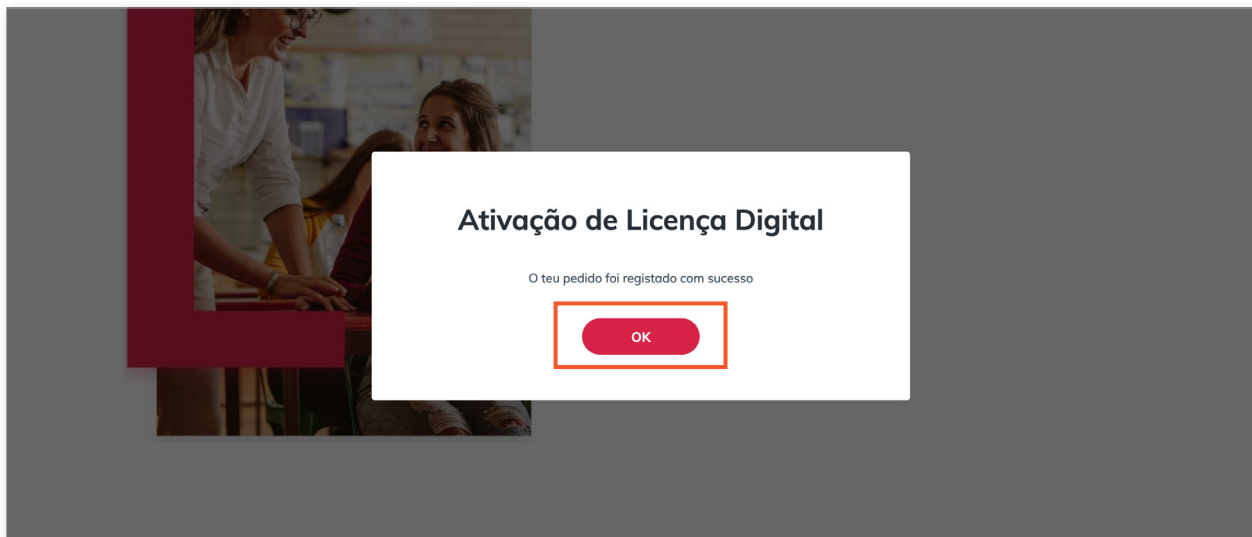 Ativação de Licença Digital
O teu pedido foi registado com sucesso
OK